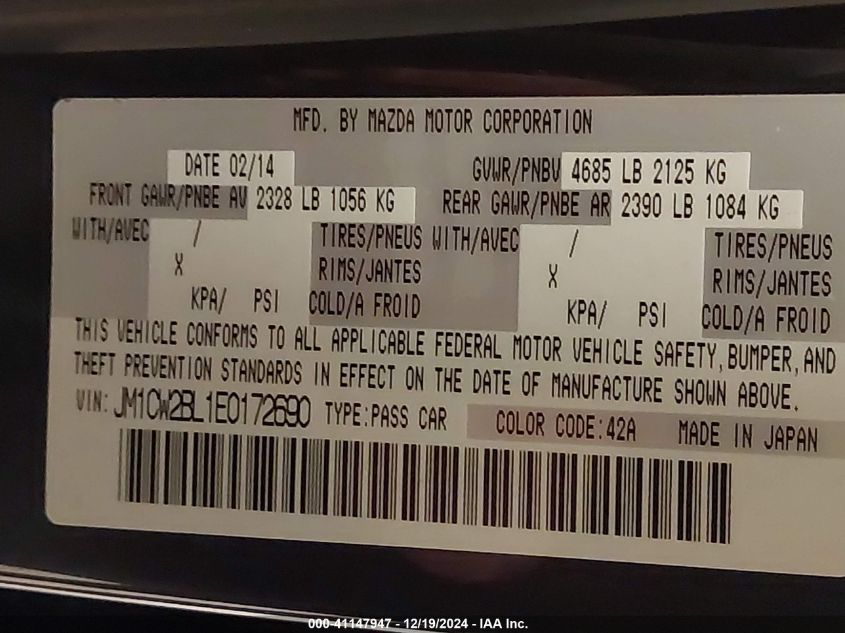 MFD. BY MAZDA MOTOR CORPORATION
DATE 02/14 GVWR/PNBV 4685 LB 2125 KG
FRONT GAWR/PNBE AV 2328 LB 1056 KG REAR GAWR/PNBE AR 2390 LB 1084 KG
WITH/AVEC / TIRES/PNEUS WITH/AVEC / TIRES/PNEUS
X RIMS/JANTES X RIMS/JANTES
KPA/ PSI COLD/A FROID KPA/ PSI COLD/A FROID
THIS VEHICLE CONFORMS TO ALL APPLICABLE FEDERAL MOTOR VEHICLE SAFETY, BUMPER, AND
THEFT PREVENTION STANDARDS IN EFFECT ON THE DATE OF MANUFACTURE SHOWN ABOVE.
VIN: JM1CW2BL1E0172690 TYPE:PASS CAR COLOR CODE:42A MADE IN JAPAN
000-41147947 - 12/19/2024 - IAA Inc.